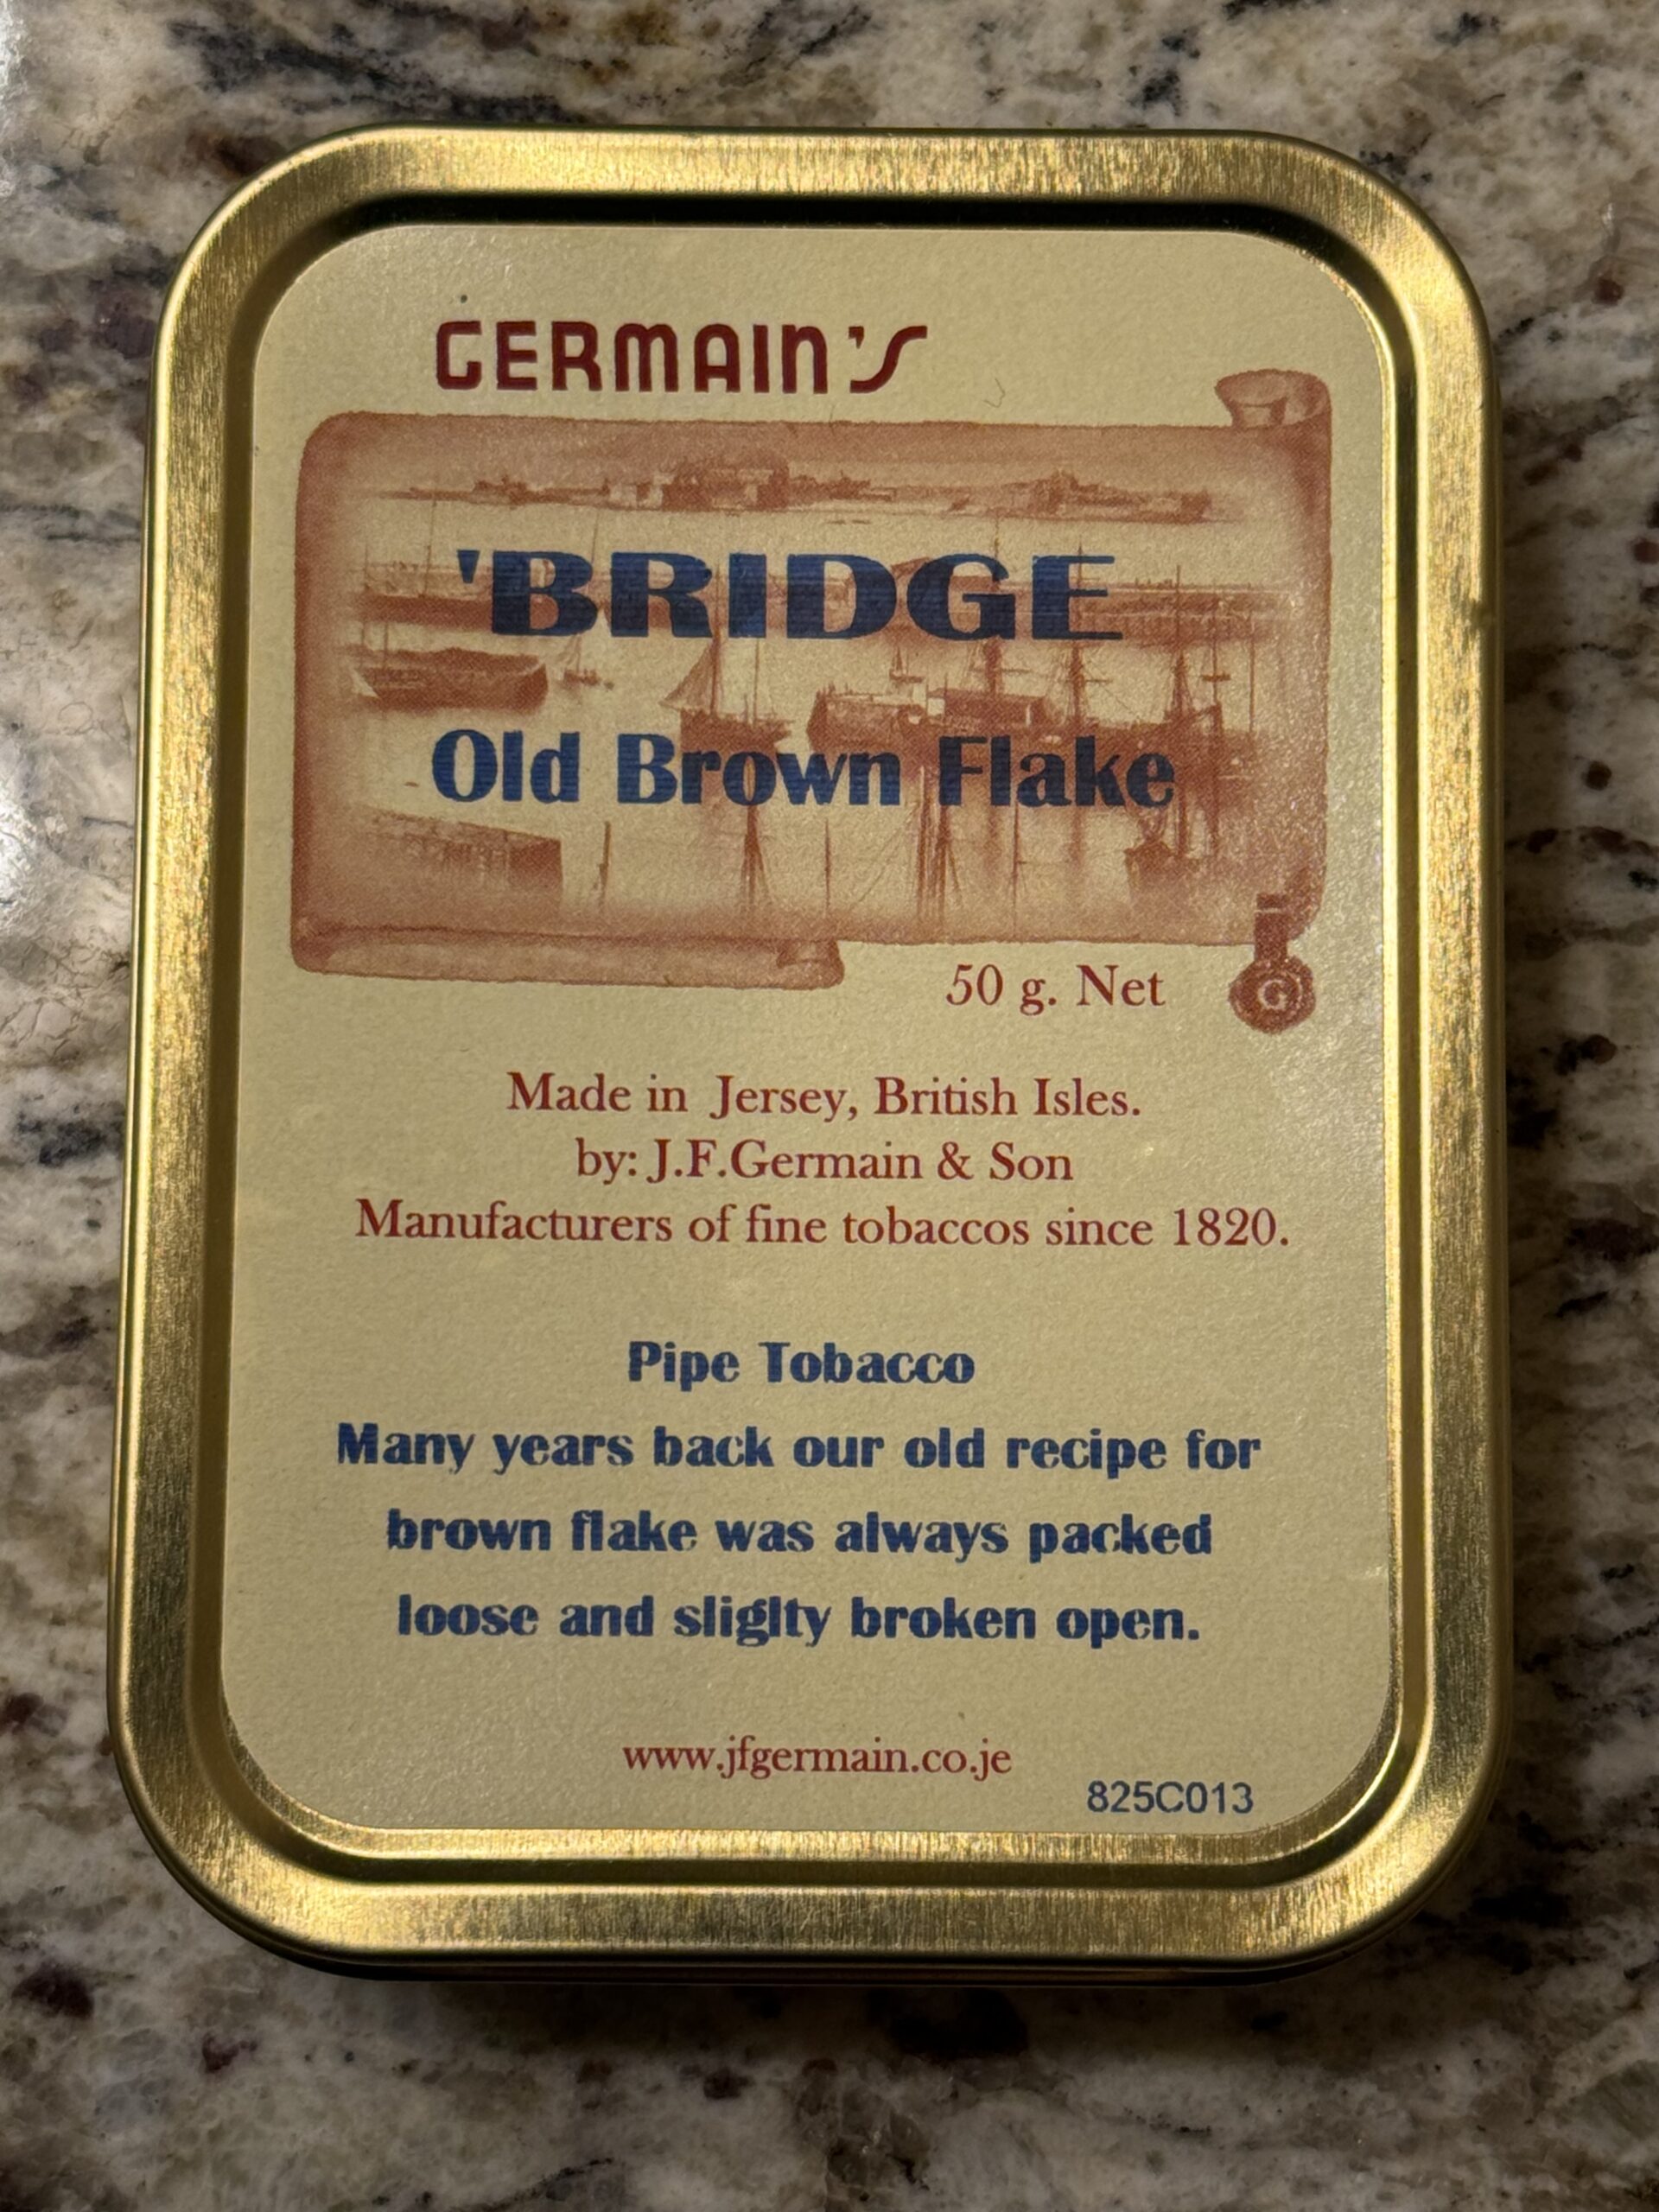 GERMAIN'S
'BRIDGE
Old Brown Flake
50 g. Net
G
Made in Jersey, British Isles.
by: J.F.Germain & Son
Manufacturers of fine tobaccos since 1820.
Pipe Tobacco
Many years back our old recipe for
brown flake was always packed
loose and sliglty broken open.
www.jfgermain.co.je
825C013